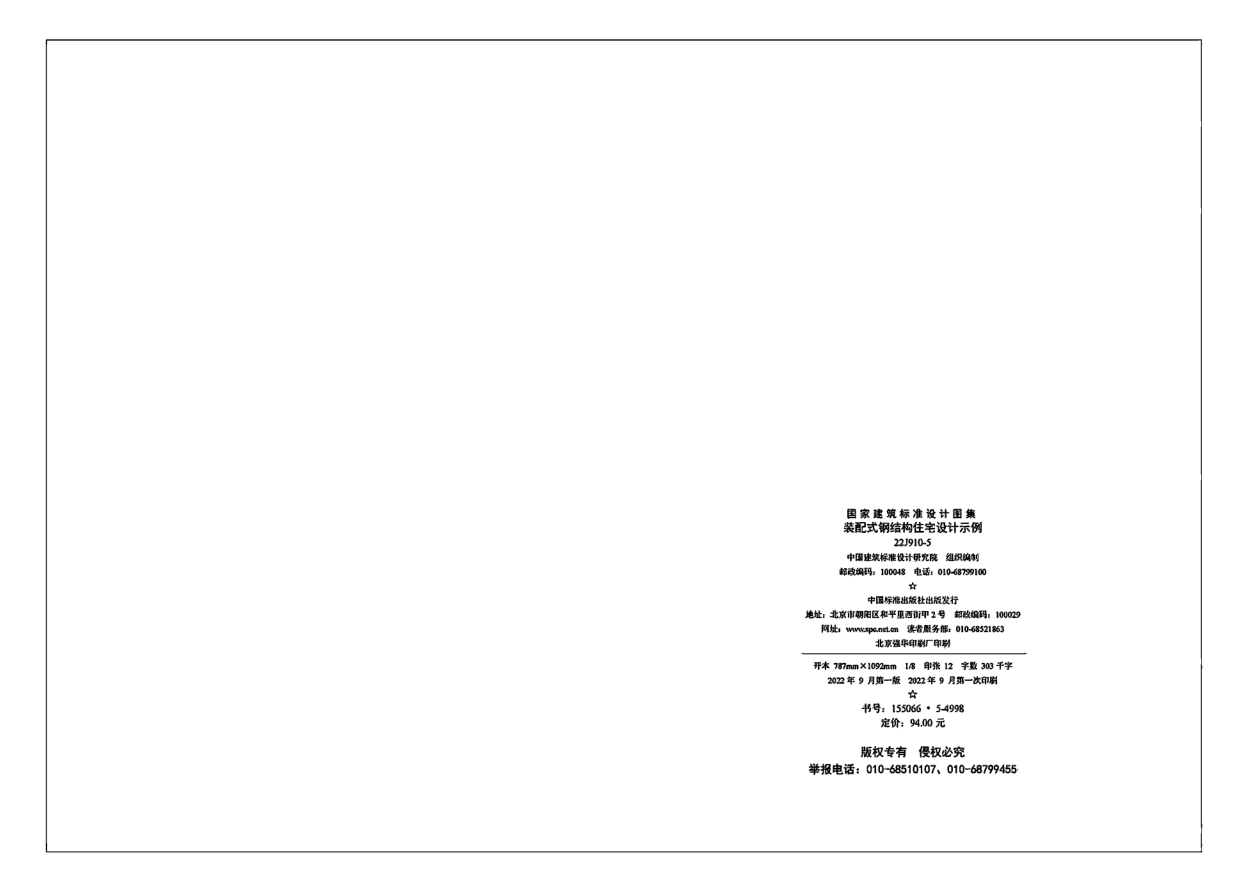 国家建筑标准设计图集
装配式钢结构住宅设计示例
22J910-5
中国建筑标准设计研究院 组织编制
邮政编码：100048 电话：010-68799100
☆
中国标准出版社出版发行
地址：北京市朝阳区和平里西街甲2号 邮政编码：100029
网址：www.spc.net.cn 读者服务部：010-68521863
北京强华印刷厂印刷
开本 787mm×1092mm 1/8 印张 12 字数 303 千字
2022 年 9 月第一版 2022 年 9 月第一次印刷
☆
书号：155066·5-4998
定价：94.00 元
版权专有 侵权必究
举报电话：010-68510107、010-68799455